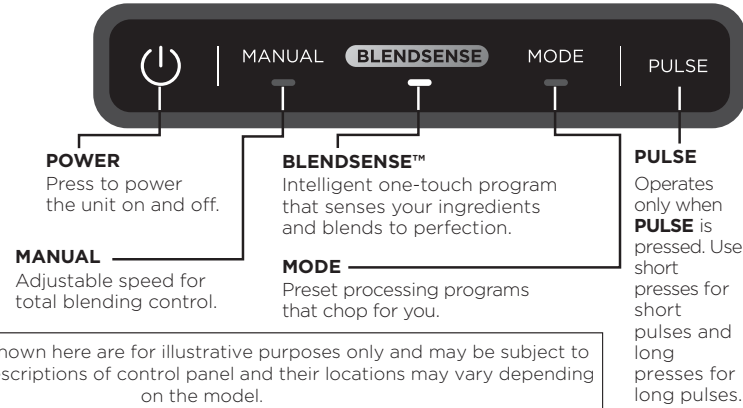 MANUAL BLENDSENSE MODE PULSE
POWER
Press to power
the unit on and off.
MANUAL
Adjustable speed for
total blending control.
BLENDSENSE™
Intelligent one-touch program
that senses your ingredients
and blends to perfection.
MODE
Preset processing programs
that chop for you.
PULSE
Operates
only when
PULSE is
pressed. Use
short
presses for
short
pulses and
long
presses for
long pulses.
here are for illustrative purposes only and may be subject to
of control panel and their locations may vary depending
on the model.